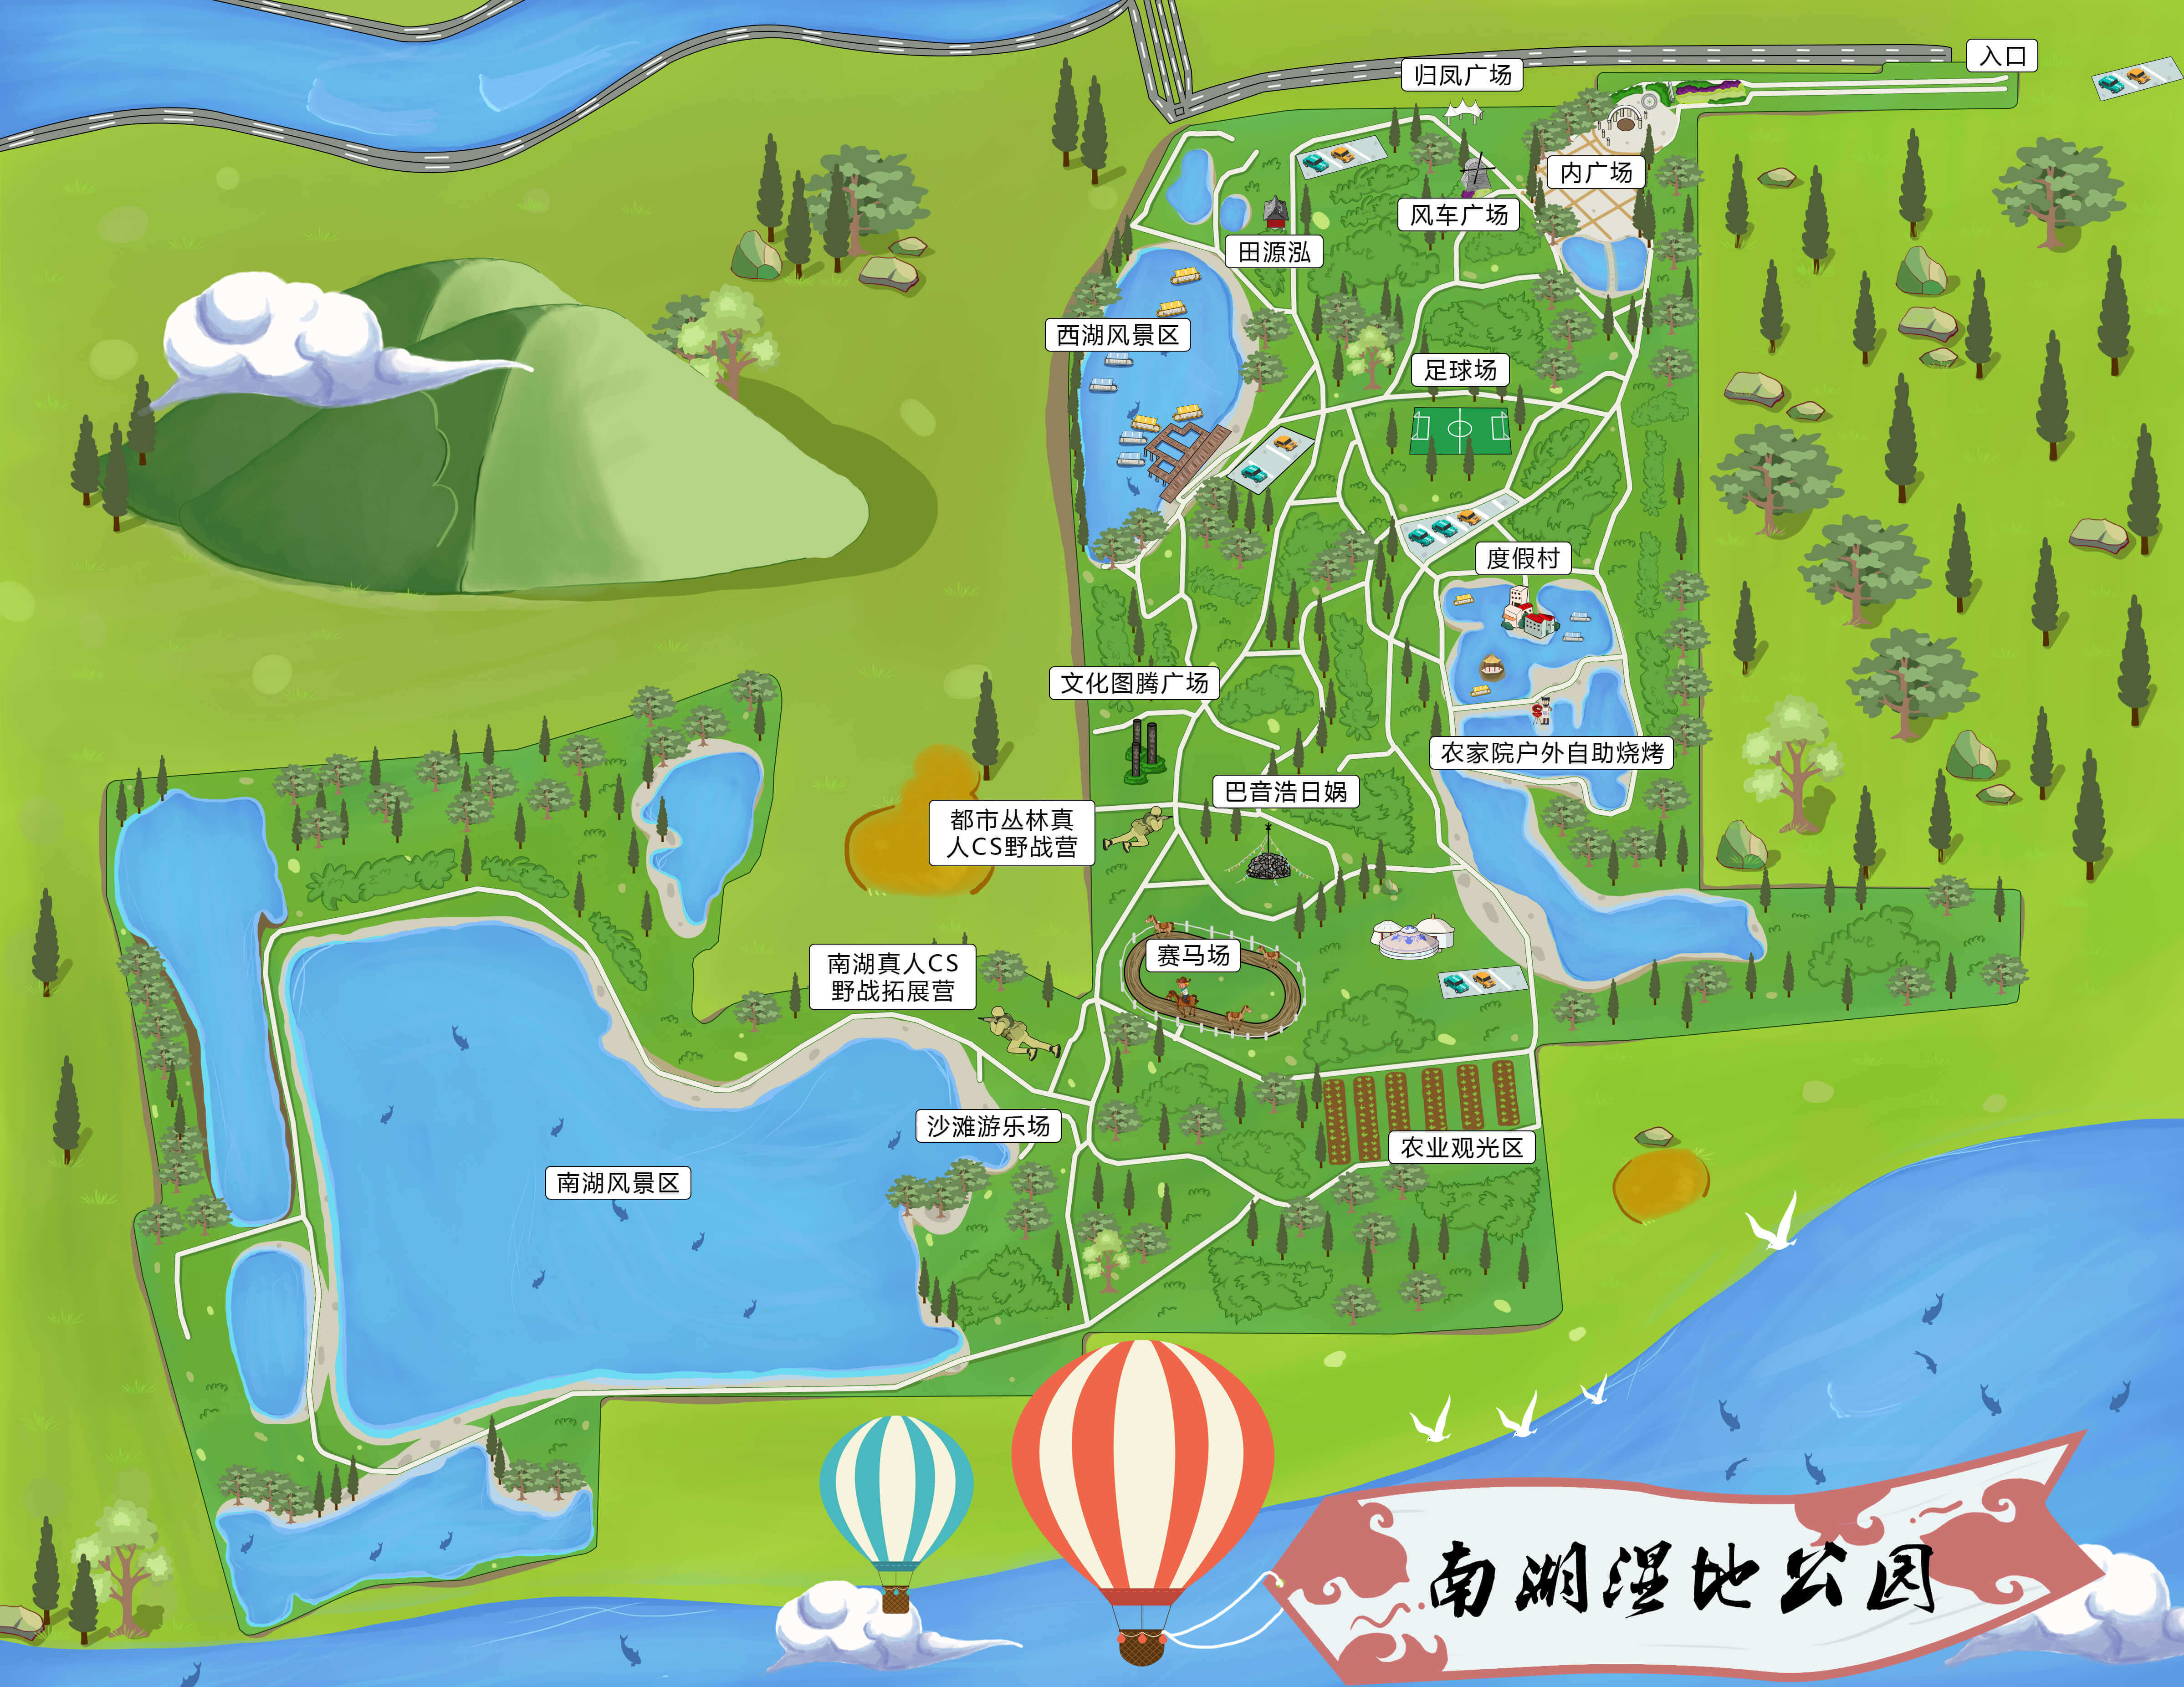 入口
归凤广场
内广场
风车广场
田源泓
西湖风景区
足球场
度假村
文化图腾广场
农家院户外自助烧烤
巴音浩日娲
都市丛林真
人CS野战营
赛马场
南湖真人CS
野战拓展营
沙滩游乐场
农业观光区
南湖风景区
南湖湿地公园